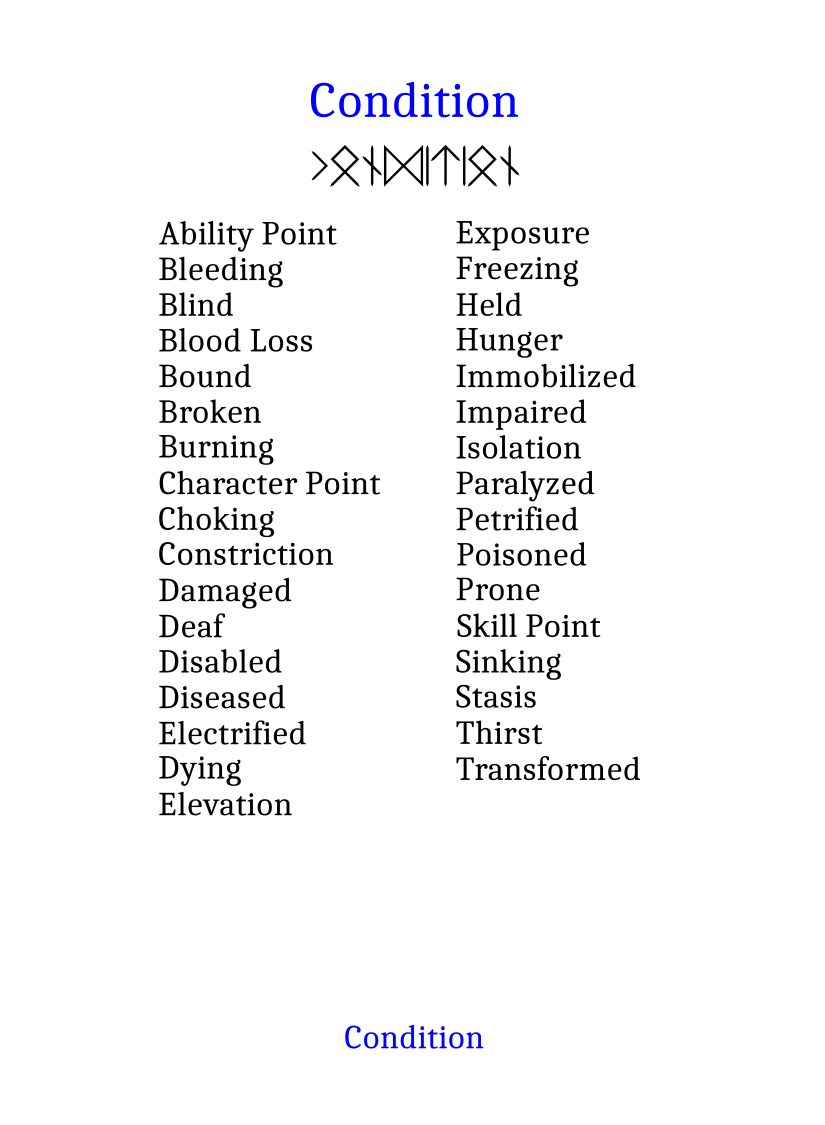 Condition
ᚲᛟᚾᛞᛁᛏᛁᛟᚾ
Ability Point
Bleeding
Blind
Blood Loss
Bound
Broken
Burning
Character Point
Choking
Constriction
Damaged
Deaf
Disabled
Diseased
Electrified
Dying
Elevation
Exposure
Freezing
Held
Hunger
Immobilized
Impaired
Isolation
Paralyzed
Petrified
Poisoned
Prone
Skill Point
Sinking
Stasis
Thirst
Transformed
Condition